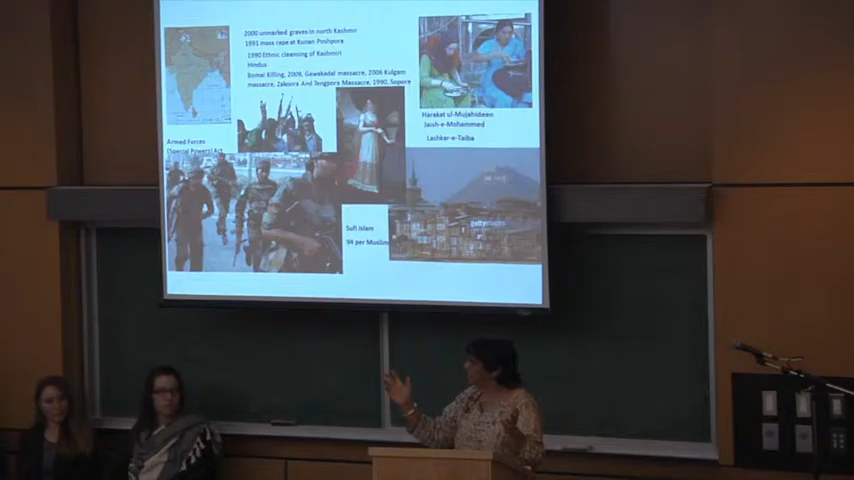 2000 unmarked graves in north Kashmir
1991 mass rape at Kunan Poshpora
1990 Ethnic cleansing of Kashmiri
Hindus
Bomai Killing, 2009, Gawakadal massacre, 2006 Kulgam
massacre, Zakoora And Tengpora Massacre, 1990, Sopore
Harakat ul-Mujahideen
Jaish-e-Mohammed
Lashkar-e-Taiba
Armed Forces
(Special Powers) Act
Sufi Islam
94 per Muslim